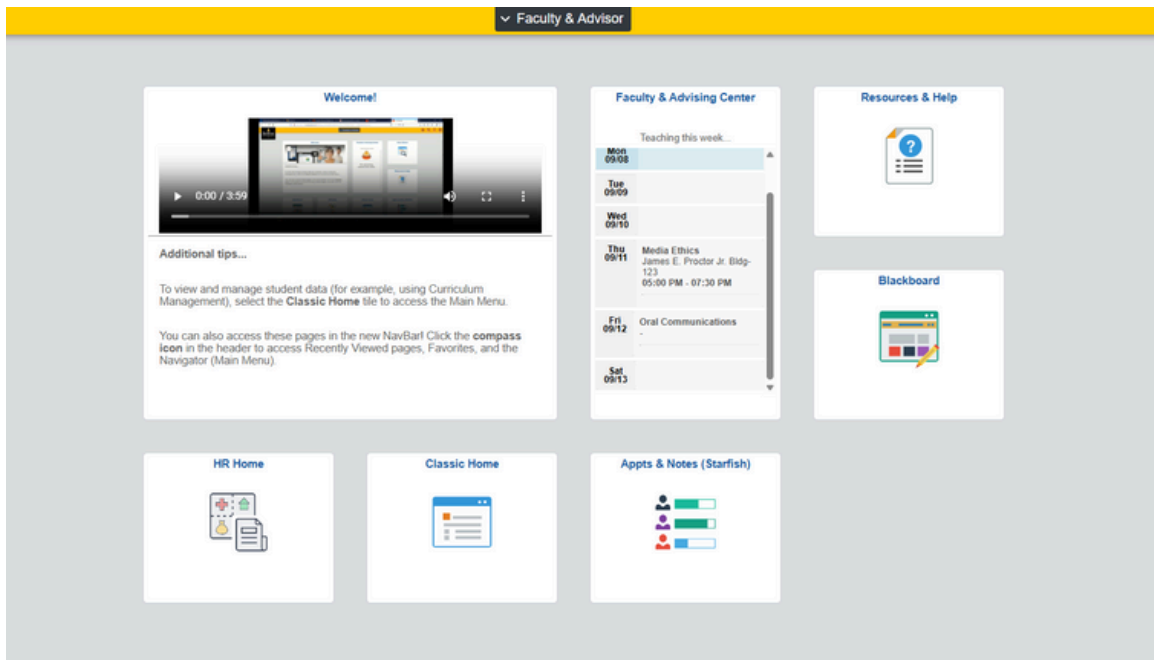 Faculty & Advisor
Welcome!
0:00 / 3:59
Additional tips...
To view and manage student data (for example, using Curriculum
Management), select the Classic Home tile to access the Main Menu.
You can also access these pages in the new NavBar! Click the compass
icon in the header to access Recently Viewed pages, Favorites, and the
Navigator (Main Menu).
Faculty & Advising Center
Teaching this week...
Mon
09/08
Tue
09/09
Wed
09/10
Thu
09/11
Media Ethics
James E. Proctor Jr. Bldg-
123
05:00 PM - 07:30 PM
Fri
09/12
Oral Communications
-
Sat
09/13
Resources & Help
?
Blackboard
HR Home
Classic Home
Appts & Notes (Starfish)